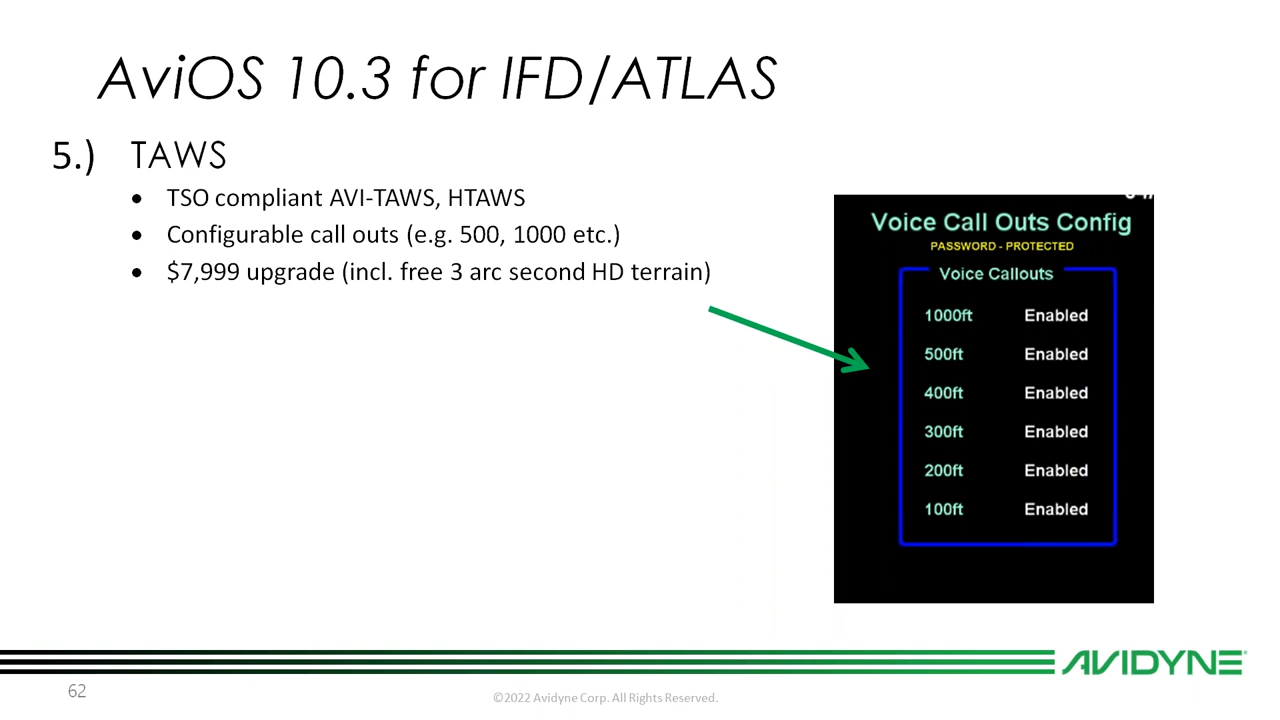 AviOS 10.3 for IFD/ATLAS
5.) TAWS
• TSO compliant AVI-TAWS, HTAWS
• Configurable call outs (e.g. 500, 1000 etc.)
• $7,999 upgrade (incl. free 3 arc second HD terrain)
Voice Call Outs Config
PASSWORD - PROTECTED
Voice Callouts
1000ft Enabled
500ft Enabled
400ft Enabled
300ft Enabled
200ft Enabled
100ft Enabled
AVIDYNE
62
©2022 Avidyne Corp. All Rights Reserved.